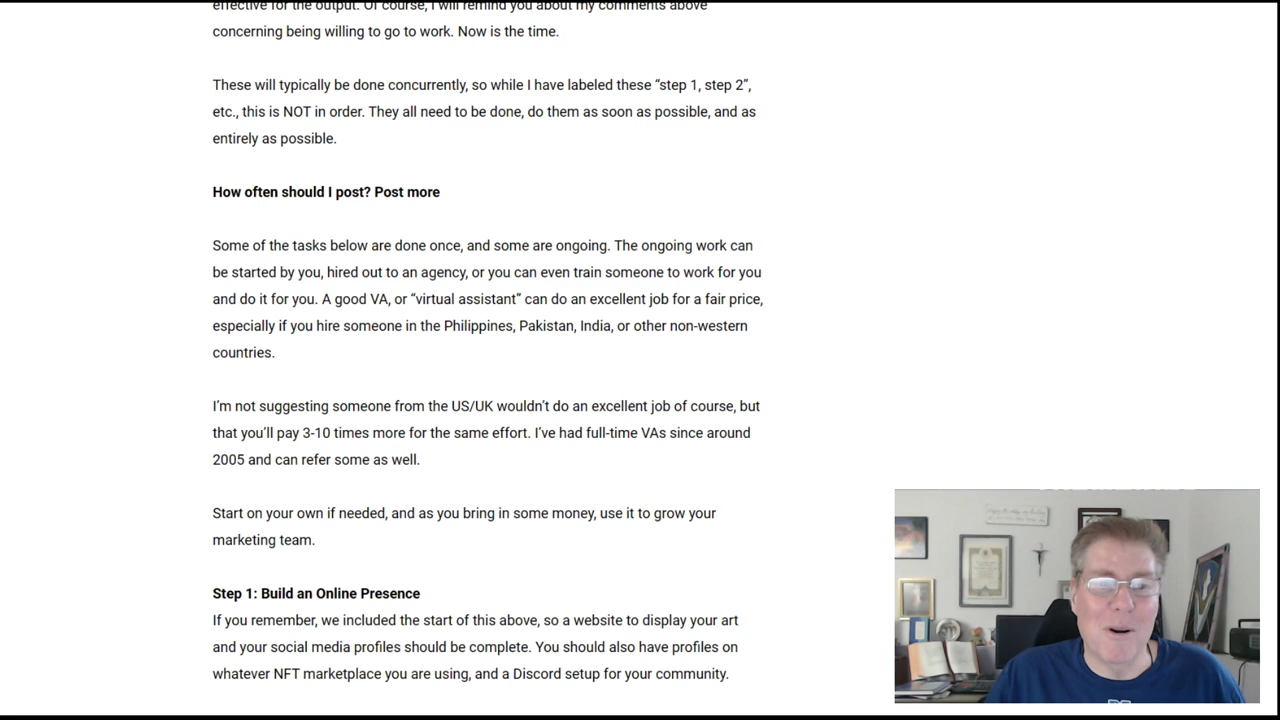 effective for the output. Of course, I will remind you about my comments above
concerning being willing to go to work. Now is the time.
These will typically be done concurrently, so while I have labeled these “step 1, step 2”,
etc., this is NOT in order. They all need to be done, do them as soon as possible, and as
entirely as possible.
How often should I post? Post more
Some of the tasks below are done once, and some are ongoing. The ongoing work can
be started by you, hired out to an agency, or you can even train someone to work for you
and do it for you. A good VA, or “virtual assistant” can do an excellent job for a fair price,
especially if you hire someone in the Philippines, Pakistan, India, or other non-western
countries.
I’m not suggesting someone from the US/UK wouldn’t do an excellent job of course, but
that you’ll pay 3-10 times more for the same effort. I’ve had full-time VAs since around
2005 and can refer some as well.
Start on your own if needed, and as you bring in some money, use it to grow your
marketing team.
Step 1: Build an Online Presence
If you remember, we included the start of this above, so a website to display your art
and your social media profiles should be complete. You should also have profiles on
whatever NFT marketplace you are using, and a Discord setup for your community.